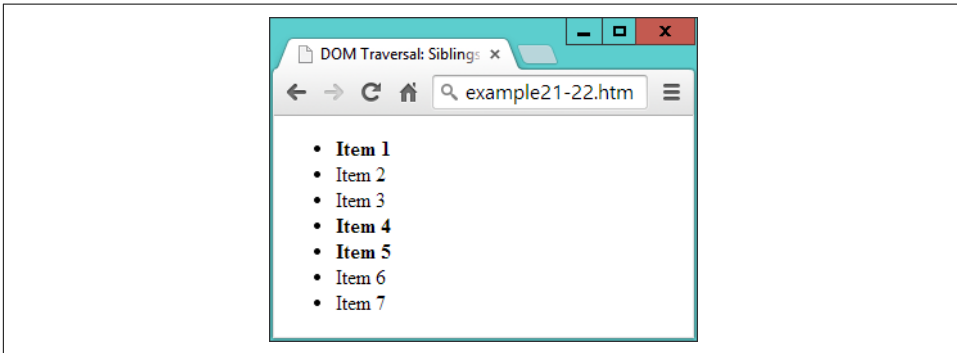 DOM Traversal: Siblings
example21-22.htm
Item 1
Item 2
Item 3
Item 4
Item 5
Item 6
Item 7